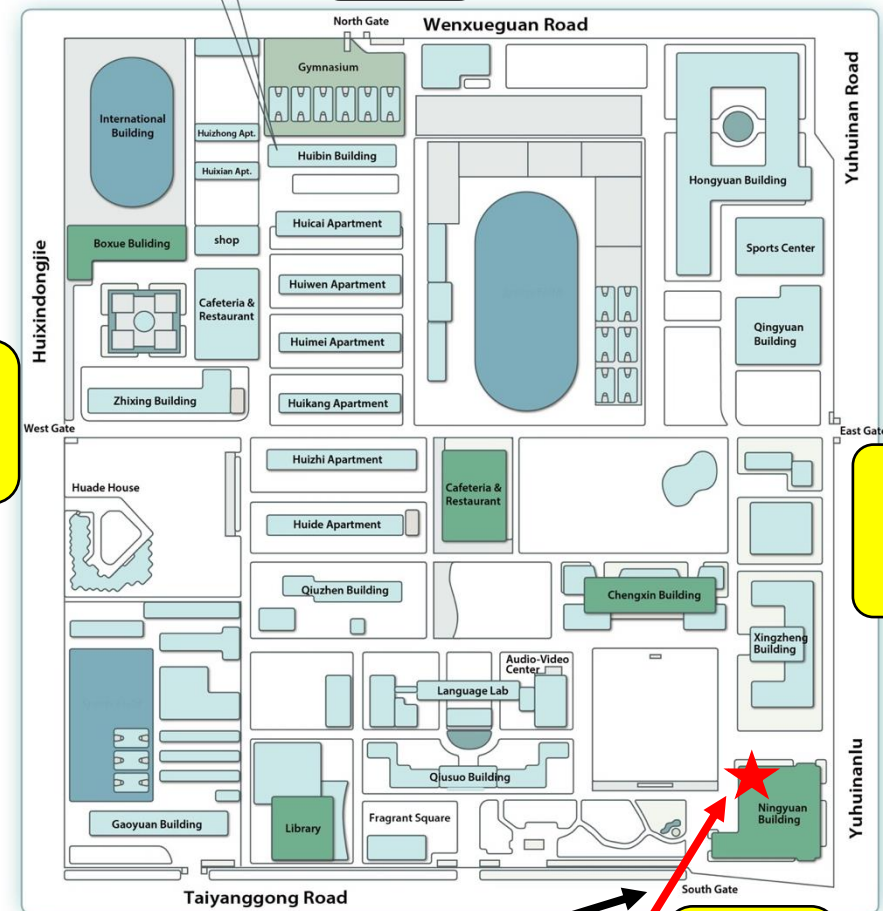 North Gate
Wenxueguan Road
Gymnasium
International
Building
Huizhong Apt.
Huibin Building
Huixian Apt.
Hongyuan Building
Yuhuinan Road
Huicai Apartment
Boxue Buliding
shop
Sports Center
Huixindongjie
Huiwen Apartment
Cafeteria &
Restaurant
Qingyuan
Building
Huimei Apartment
Zhixing Building
Huikang Apartment
West Gate
East Gate
Huizhi Apartment
Huade House
Cafeteria &
Restaurant
Huide Apartment
Qiuzhen Building
Chengxin Building
Xingzheng
Building
Audio-Video
Center
Language Lab
Qiusuo Building
Yuhuinanlu
Ningyuan
Building
Gaoyuan Building
Library
Fragrant Square
South Gate
Taiyanggong Road